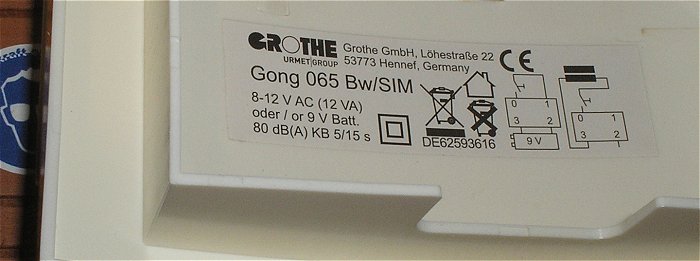 GROTHE
URMET GROUP
Grothe GmbH, Löhestraße 22
53773 Hennef, Germany
CE
Gong 065 Bw/SIM
8-12 V AC (12 VA)
oder / or 9 V Batt.
80 dB(A) KB 5/15 s
DE62593616
0 1
3 2
9 V
0 1
3 2